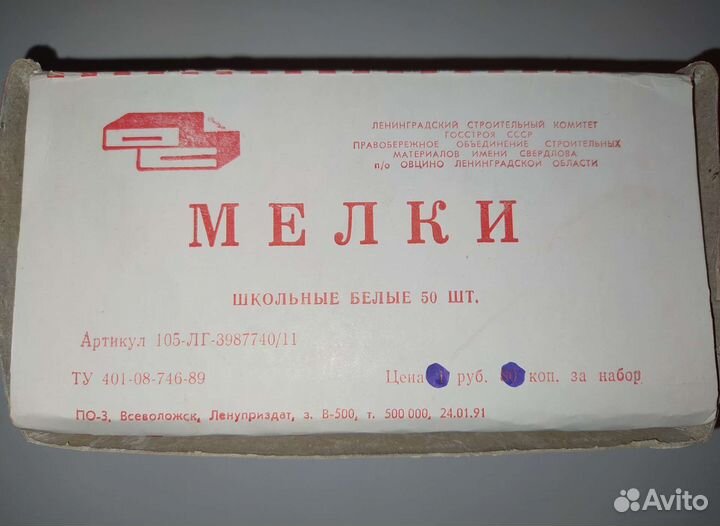 ЛЕНИНГРАДСКИЙ СТРОИТЕЛЬНЫЙ КОМИТЕТ
ГОССТРОЯ СССР
ПРАВОБЕРЕЖНОЕ ОБЪЕДИНЕНИЕ СТРОИТЕЛЬНЫХ
МАТЕРИАЛОВ ИМЕНИ СВЕРДЛОВА
п/о ОВЦИНО ЛЕНИНГРАДСКОЙ ОБЛАСТИ
МЕЛКИ
ШКОЛЬНЫЕ БЕЛЫЕ 50 ШТ.
Артикул 105-ЛГ-3987740/11
ТУ 401-08-746-89
Цена руб. коп. за набор
ПО-3, Всеволожск, Ленуприздат, з. В-500, т. 500 000, 24.01.91
Avito